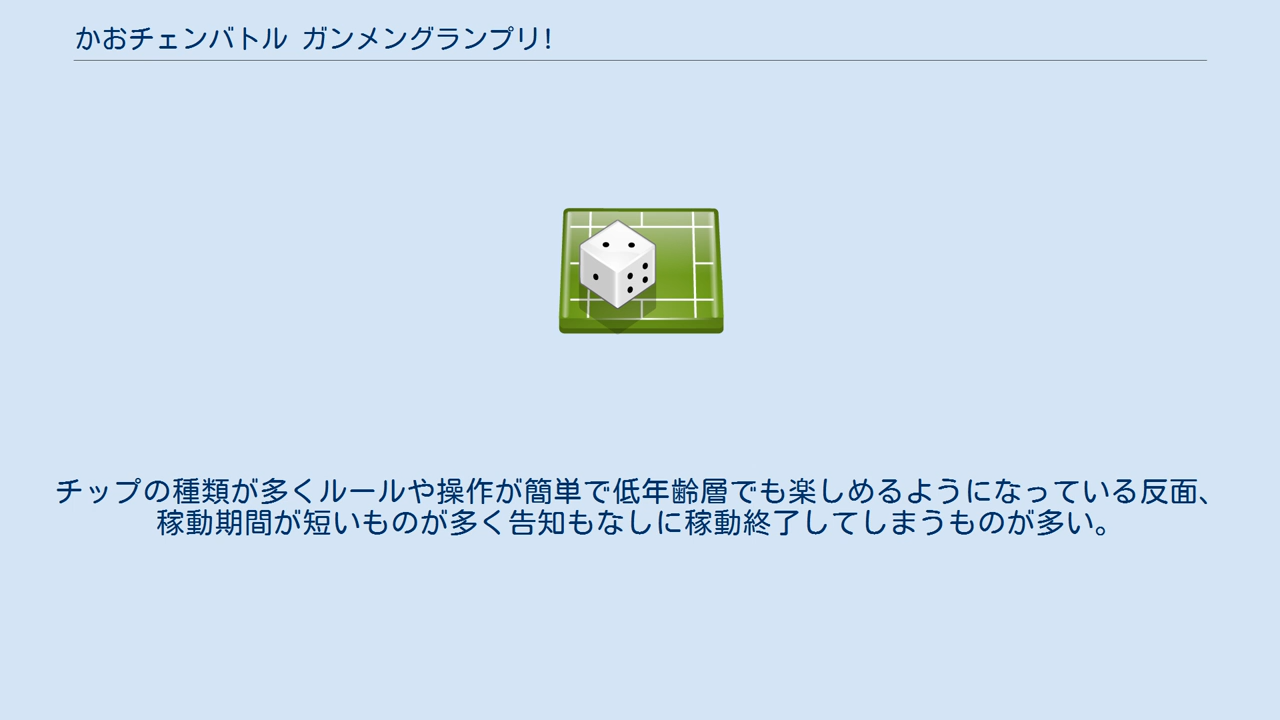 かおチェンバトル ガンメングランプリ!
チップの種類が多くルールや操作が簡単で低年齢層でも楽しめるようになっている反面、
稼動期間が短いものが多く告知もなしに稼動終了してしまうものが多い。